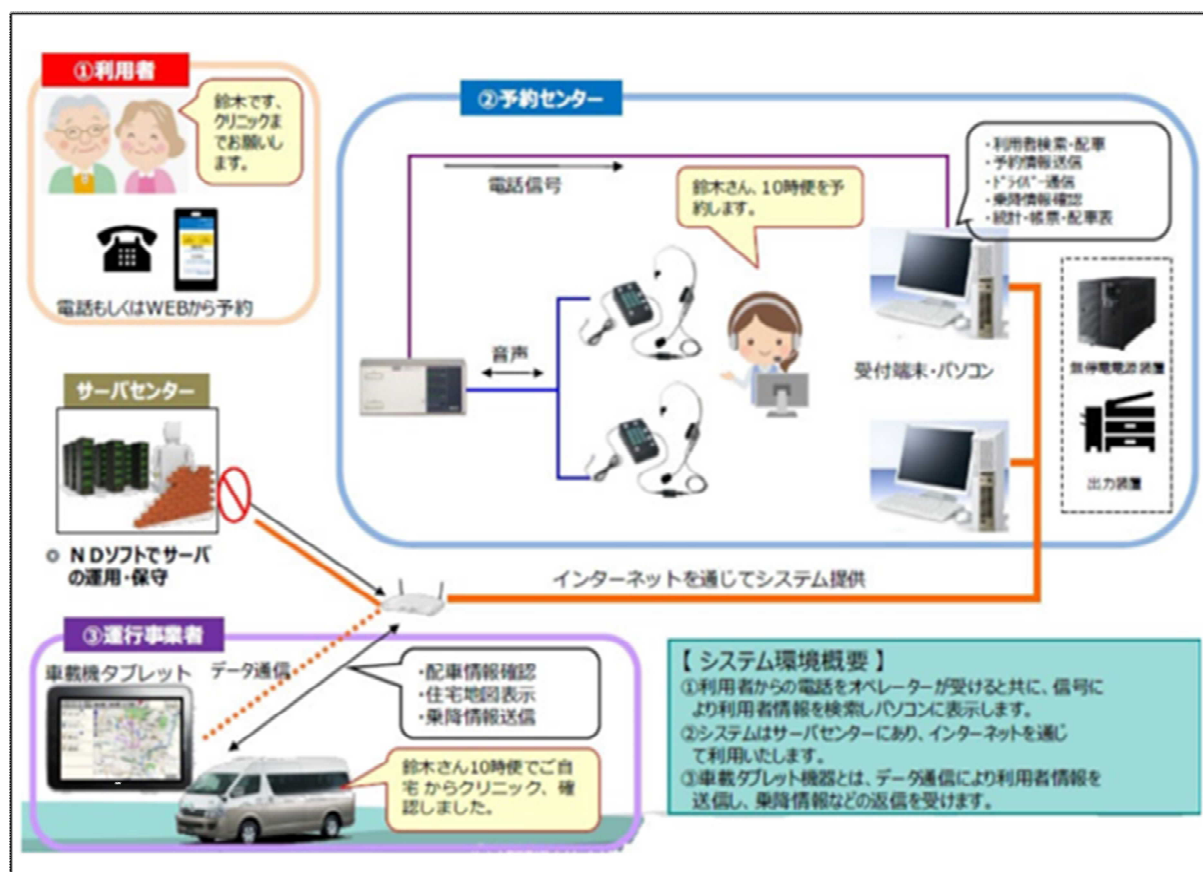 ①利用者
鈴木です、
クリニックま
でお願いし
ます。
電話もしくはWEBから予約
②予約センター
電話信号
鈴木さん、10時便を予
約します。
・利用者検索・配車
・予約情報送信
・ドライバー通信
・乗降情報確認
・統計・帳票・配車表
音声
受付端末・パソコン
無停電電源装置
出力装置
サーバセンター
◎ NDソフトでサーバ
の運用・保守
インターネットを通じてシステム提供
③運行事業者
車載機タブレット
データ通信
・配車情報確認
・住宅地図表示
・乗降情報送信
鈴木さん10時便でご自
宅 からクリニック、確
認しました。
【 システム環境概要 】
①利用者からの電話をオペレーターが受けると共に、信号に
より利用者情報を検索しパソコンに表示します。
②システムはサーバセンターにあり、インターネットを通じ
て利用いたします。
③車載タブレット機器とは、データ通信により利用者情報を
送信し、乗降情報などの返信を受けます。